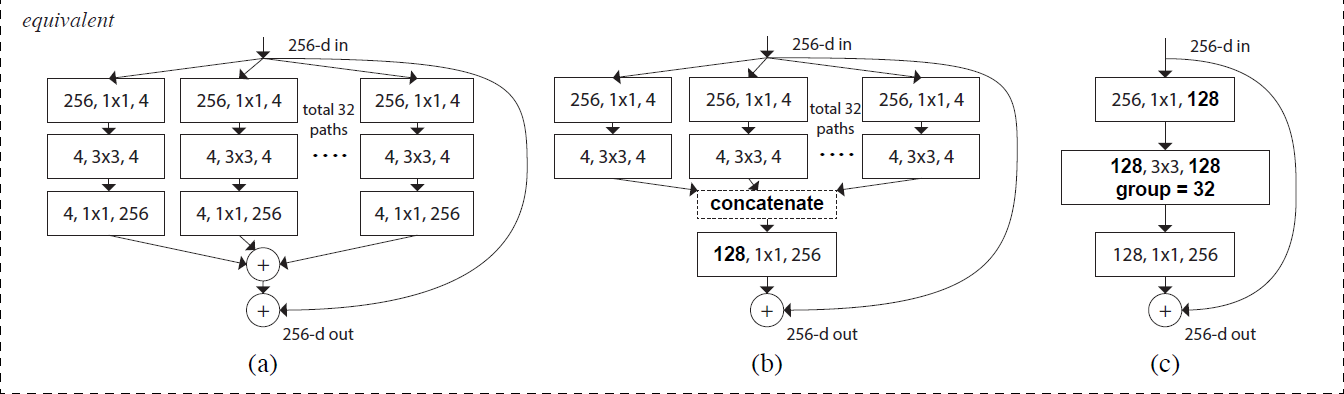 equivalent
256-d in
256, 1x1, 4
256, 1x1, 4
total 32
paths
....
256, 1x1, 4
4, 3x3, 4
4, 3x3, 4
4, 3x3, 4
4, 1x1, 256
4, 1x1, 256
4, 1x1, 256
+
+
256-d out
(a)
256-d in
256, 1x1, 4
256, 1x1, 4
total 32
paths
....
256, 1x1, 4
4, 3x3, 4
4, 3x3, 4
4, 3x3, 4
concatenate
128, 1x1, 256
+
256-d out
(b)
256-d in
256, 1x1, 128
128, 3x3, 128
group = 32
128, 1x1, 256
+
256-d out
(c)